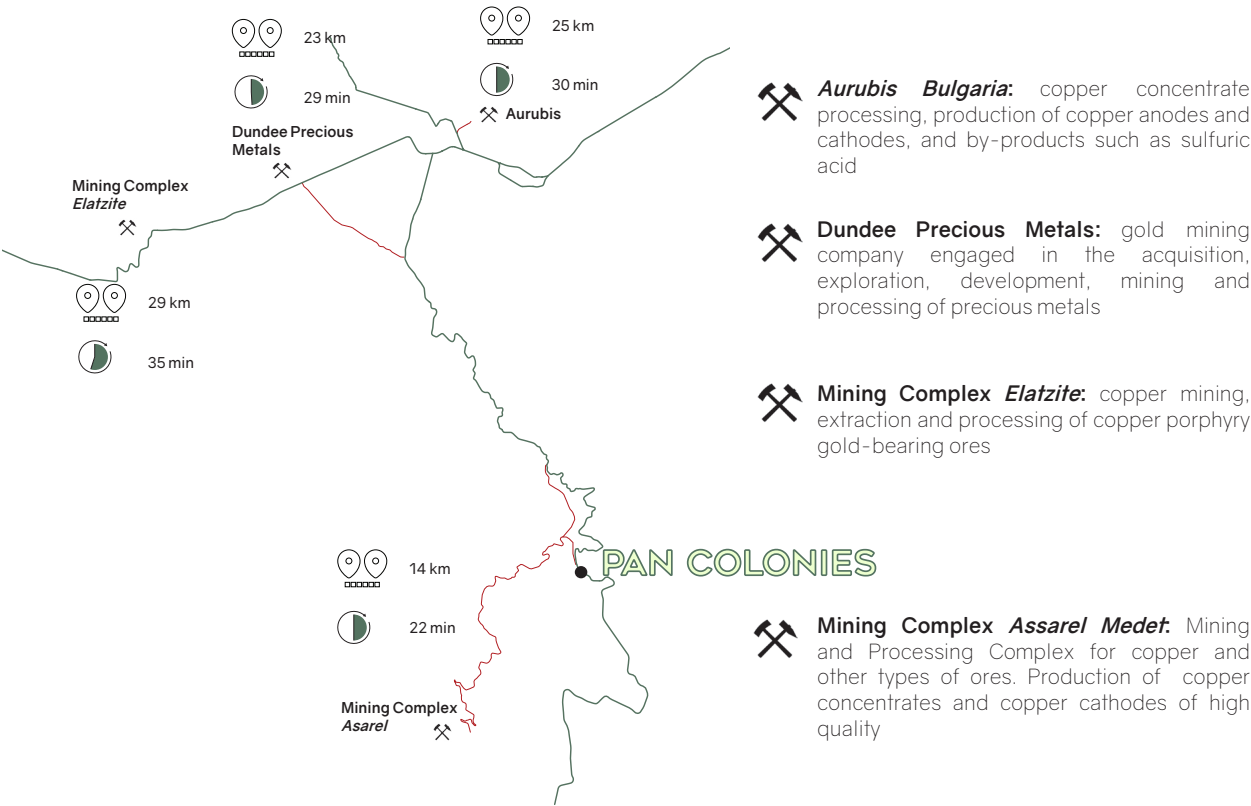 23 km
29 min
Dundee Precious
Metals
25 km
30 min
Aurubis
Mining Complex
Elatzite
29 km
35 min
14 km
22 min
Mining Complex
Asarel
PAN COLONIES
Aurubis Bulgaria: copper concentrate
processing, production of copper anodes and
cathodes, and by-products such as sulfuric
acid
Dundee Precious Metals: gold mining
company engaged in the acquisition,
exploration, development, mining and
processing of precious metals
Mining Complex Elatzite: copper mining,
extraction and processing of copper porphyry
gold-bearing ores
Mining Complex Assarel Medet: Mining
and Processing Complex for copper and
other types of ores. Production of copper
concentrates and copper cathodes of high
quality